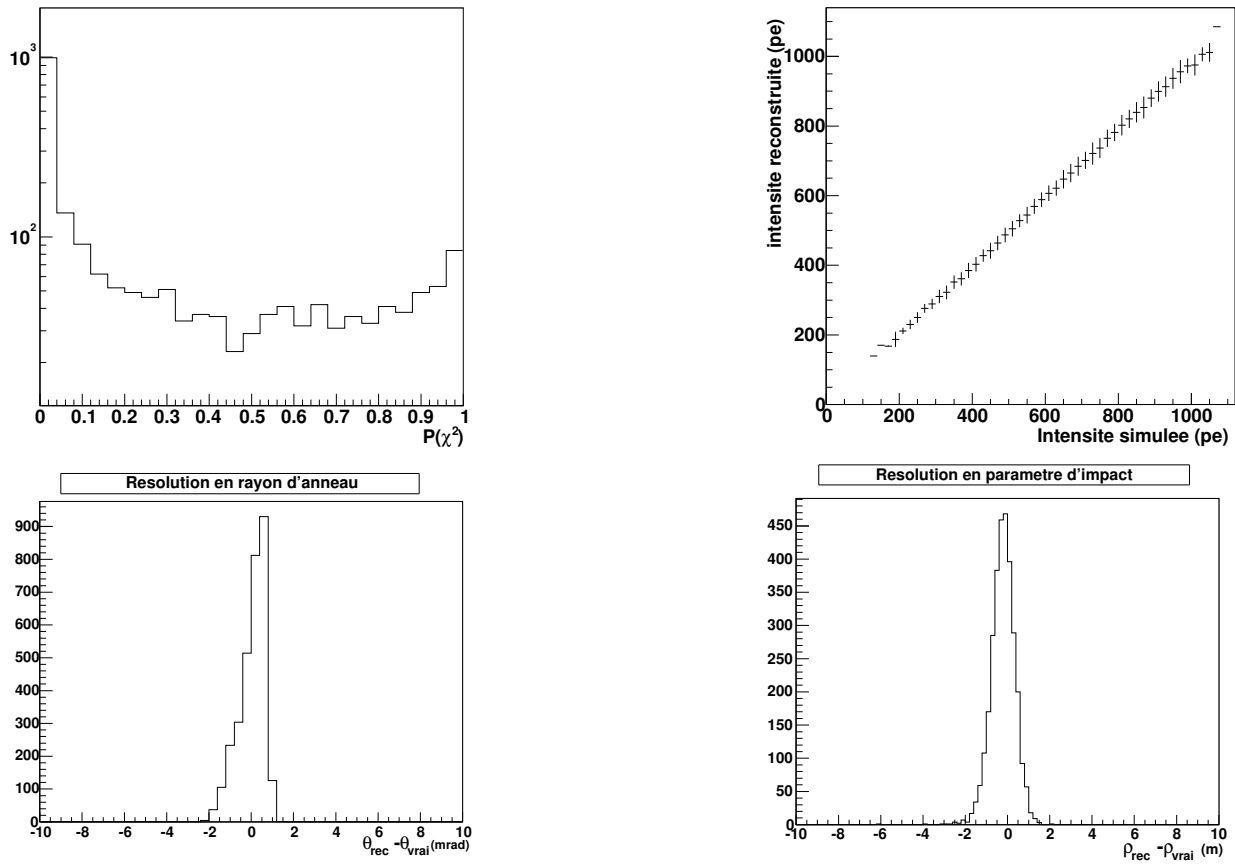 10³
10²
0 0.1 0.2 0.3 0.4 0.5 0.6 0.7 0.8 0.9 1
P(χ²)
intensite reconstruite (pe)
1000
800
600
400
200
0
0 200 400 600 800 1000
Intensite simulee (pe)
Resolution en rayon d'anneau
900
800
700
600
500
400
300
200
100
0
-10 -8 -6 -4 -2 0 2 4 6 8 10
θrec -θvrai(mrad)
Resolution en parametre d'impact
450
400
350
300
250
200
150
100
50
0
-10 -8 -6 -4 -2 0 2 4 6 8 10
ρrec -ρvrai (m)